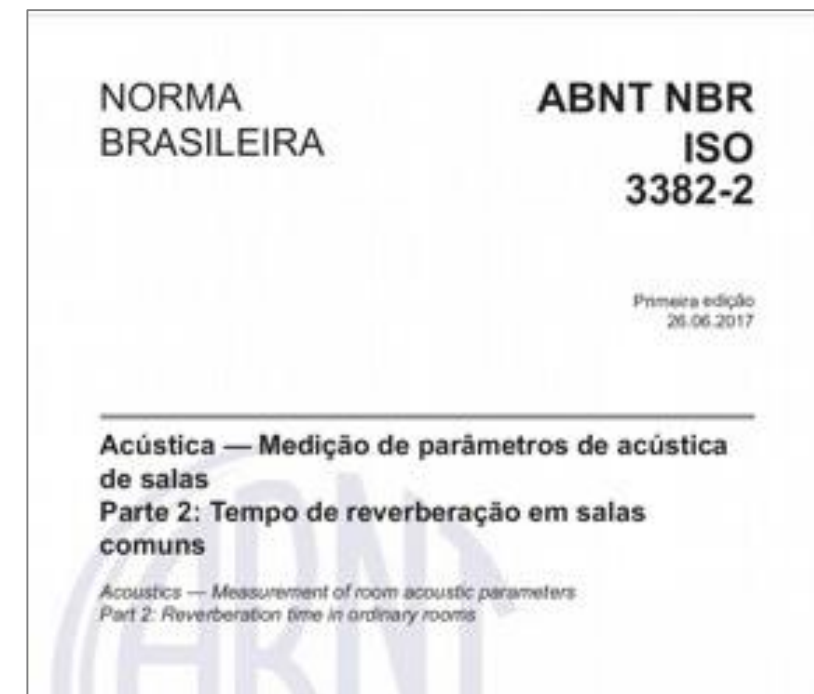 NORMA
BRASILEIRA
ABNT NBR
ISO
3382-2
Primeira edição
26.06.2017
Acústica — Medição de parâmetros de acústica
de salas
Parte 2: Tempo de reverberação em salas
comuns
Acoustics — Measurement of room acoustic parameters
Part 2: Reverberation time in ordinary rooms
ABNT